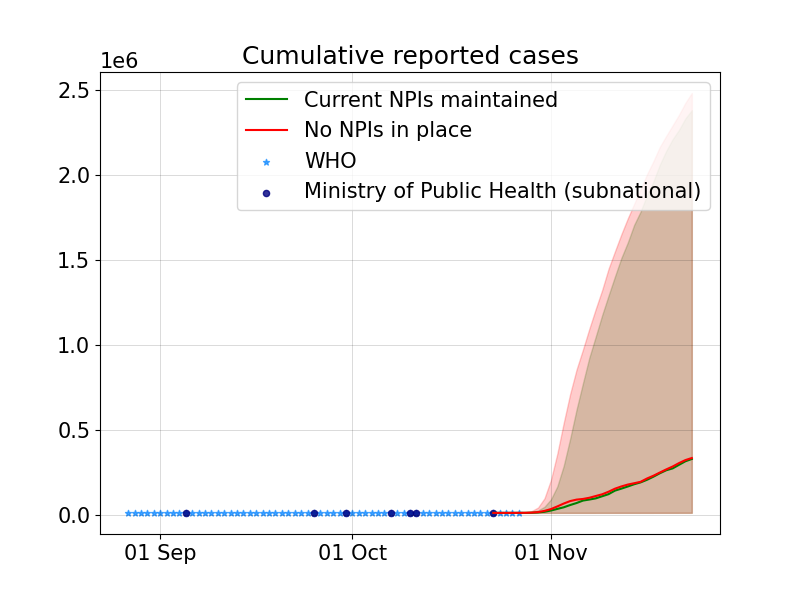 Cumulative reported cases
1e6
Current NPIs maintained
No NPIs in place
WHO
Ministry of Public Health (subnational)
2.5
2.0
1.5
1.0
0.5
0.0
01 Sep
01 Oct
01 Nov